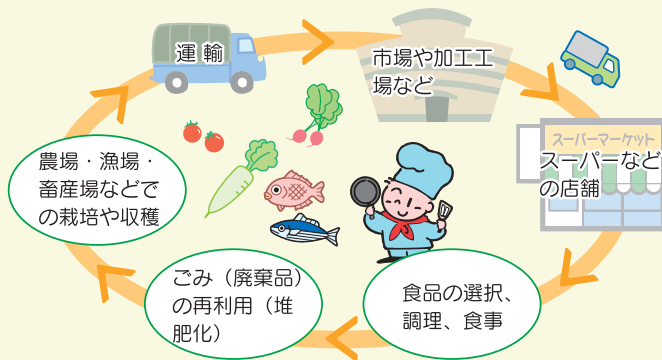 運 輸
市場や加工工
場など
スーパーマーケット
スーパーなど
の店舗
農場・漁場・
畜産場などで
の栽培や収穫
ごみ（廃棄品）
の再利用（堆
肥化）
食品の選択、
調理、食事